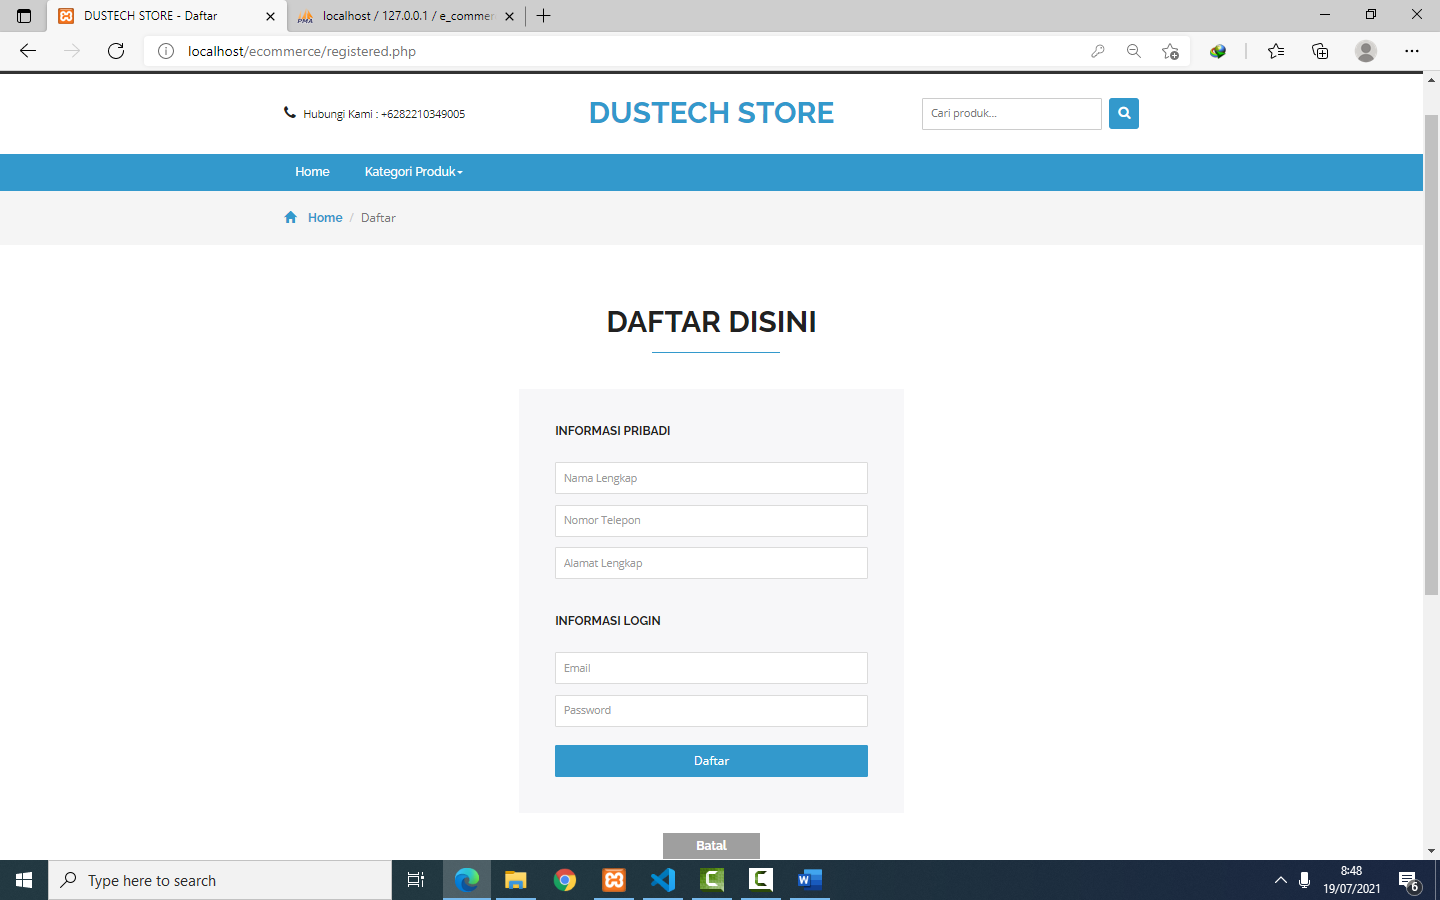 DUSTECH STORE - Daftar
localhost / 127.0.0.1 / e_commer
localhost/ecommerce/registered.php
Hubungi Kami : +6282210349005
DUSTECH STORE
Cari produk...
Home
Kategori Produk
Home / Daftar
DAFTAR DISINI
INFORMASI PRIBADI
Nama Lengkap
Nomor Telepon
Alamat Lengkap
INFORMASI LOGIN
Email
Password
Daftar
Batal
Type here to search
8:48
19/07/2021
6